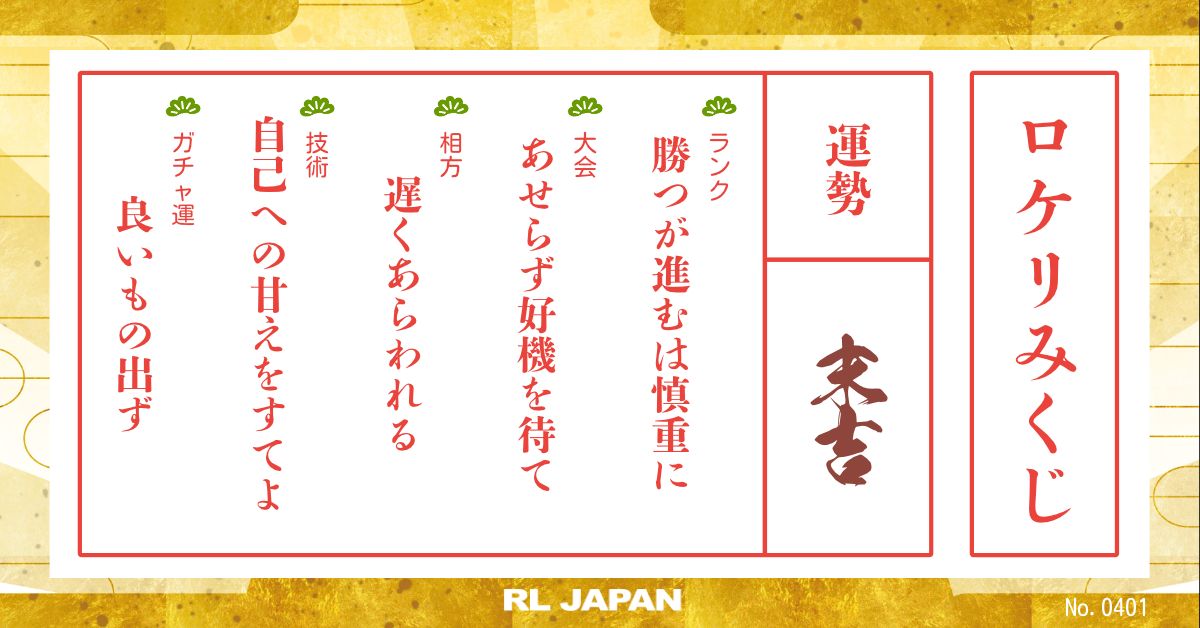 ロケリみくじ
運勢
末吉
ランク
勝つが進むは慎重に
大会
あせらず好機を待て
相方
遅くあらわれる
技術
自己への甘えをすてよ
ガチャ運
良いもの出ず
RL JAPAN
No. 0401